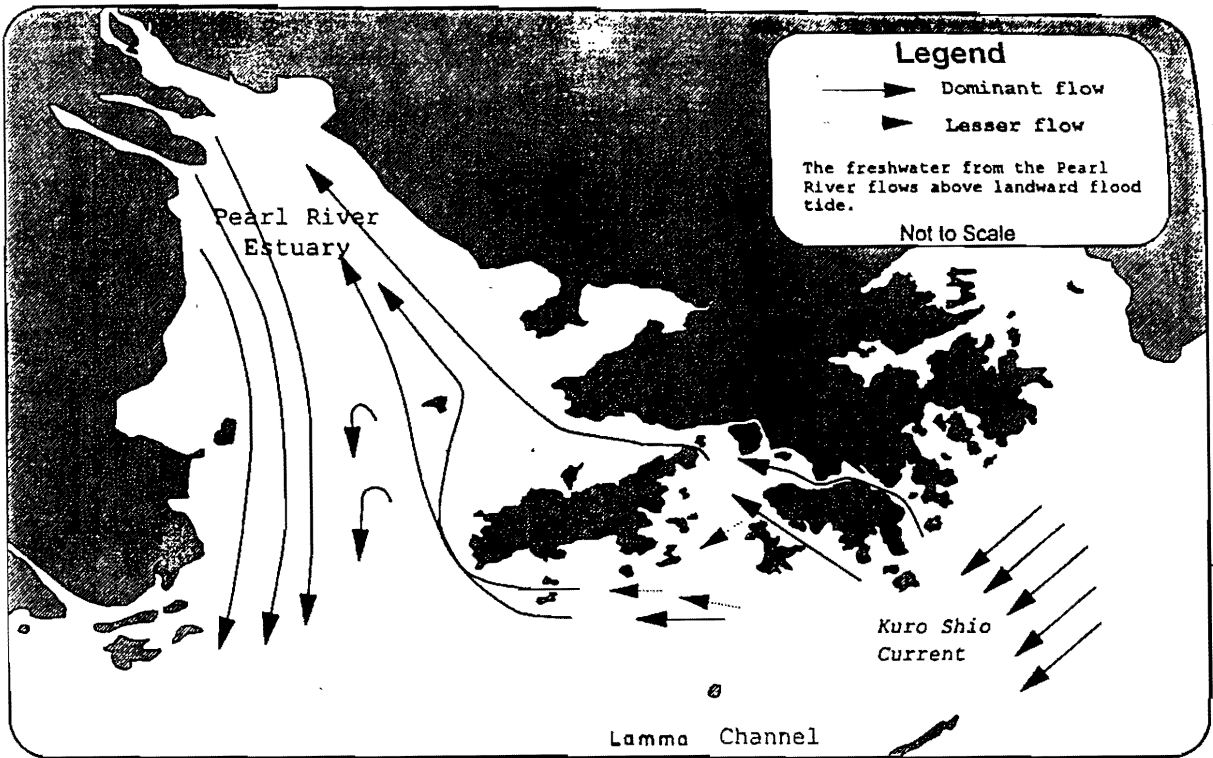 Legend
Dominant flow
Lesser flow
The freshwater from the Pearl
River flows above landward flood
tide.
Not to Scale
Pearl River
Estuary
Kuro Shio
Current
Lamma Channel